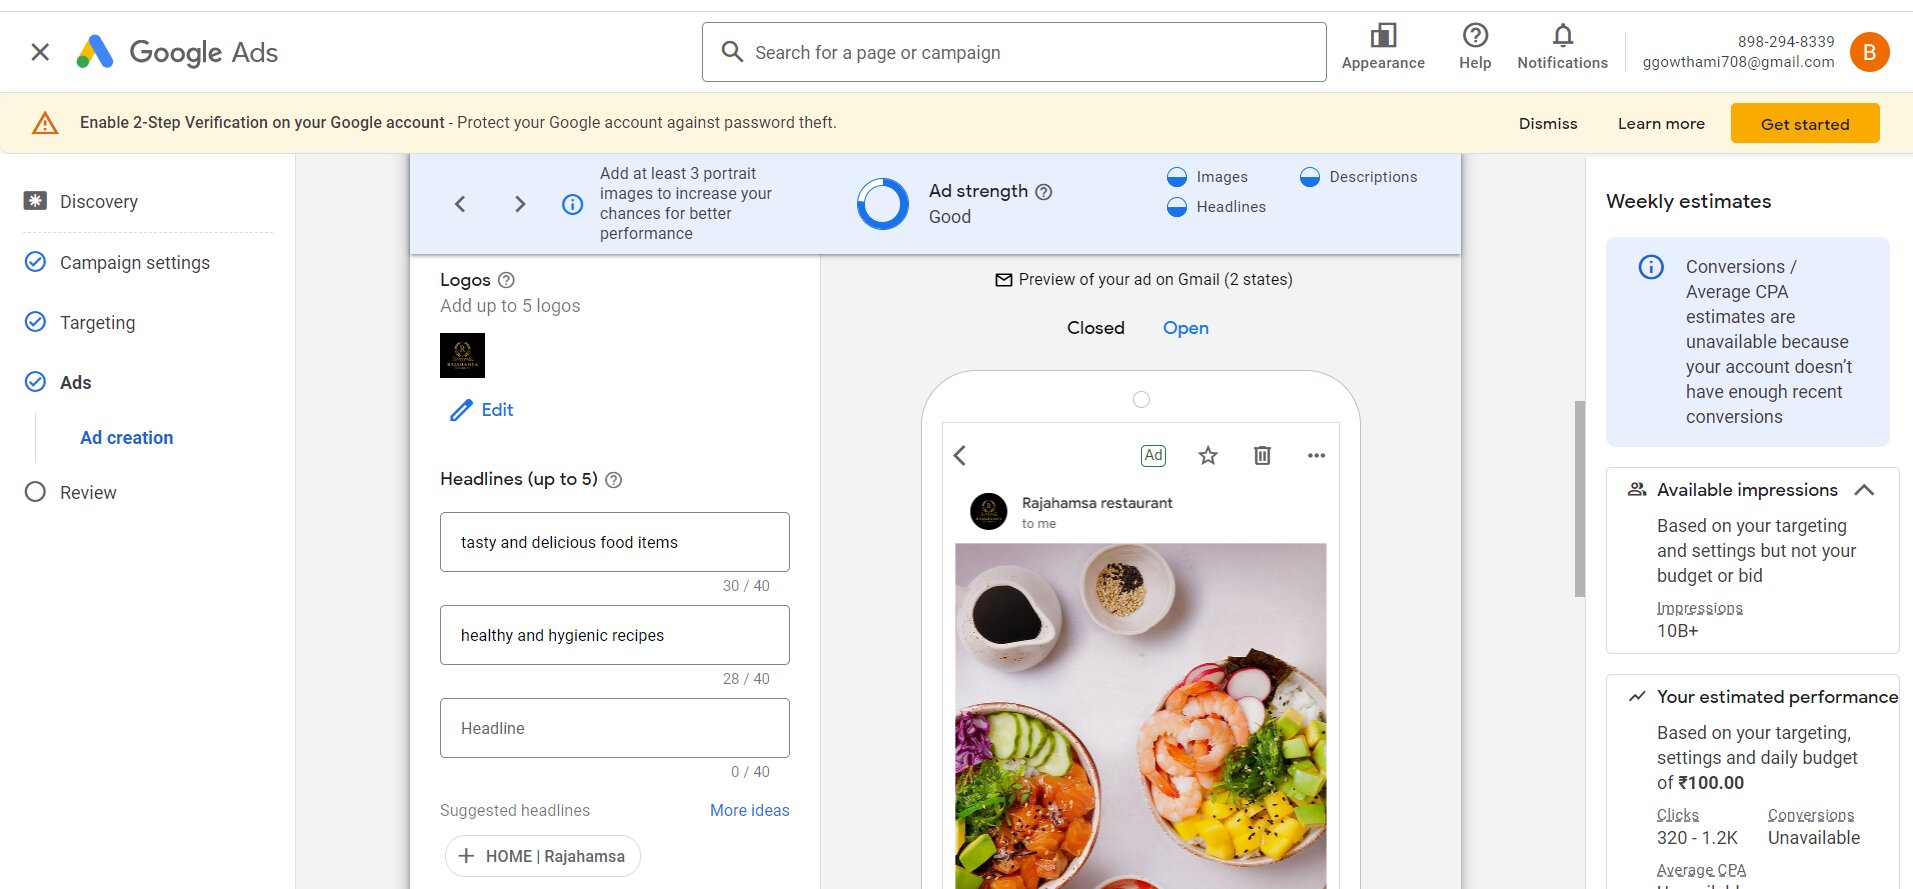 Google Ads
Search for a page or campaign
Appearance
Help
Notifications
898-294-8339
ggowthami708@gmail.com
B
Enable 2-Step Verification on your Google account - Protect your Google account against password theft.
Dismiss
Learn more
Get started
Discovery
Campaign settings
Targeting
Ads
Ad creation
Review
Add at least 3 portrait
images to increase your
chances for better
performance
Ad strength
Good
Images
Descriptions
Headlines
Logos
Add up to 5 logos
Edit
Headlines (up to 5)
tasty and delicious food items
30 / 40
healthy and hygienic recipes
28 / 40
Headline
0 / 40
Suggested headlines
More ideas
HOME | Rajahamsa
Preview of your ad on Gmail (2 states)
Closed
Open
Ad
Rajahamsa restaurant
to me
Weekly estimates
Conversions /
Average CPA
estimates are
unavailable because
your account doesn't
have enough recent
conversions
Available impressions
Based on your targeting
and settings but not your
budget or bid
Impressions
10B+
Your estimated performance
Based on your targeting,
settings and daily budget
of ₹100.00
Clicks
Conversions
320 - 1.2K
Unavailable
Average CPA